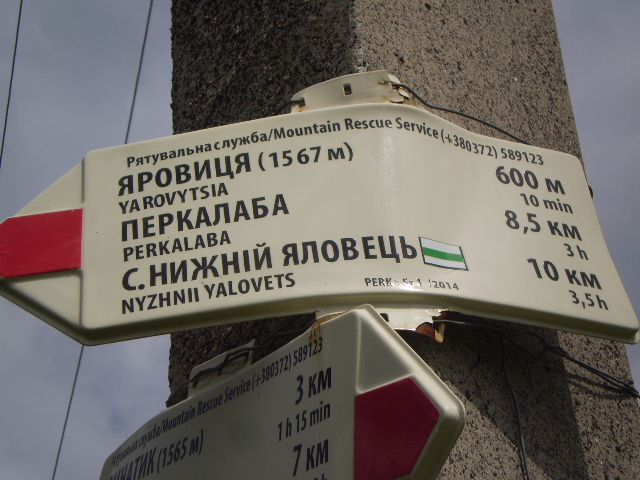 Рятувальна служба/Mountain Rescue Service (+380372) 589123
ЯРОВИЦЯ (1567 м) 600 м
YAROVYTSIA 10 min
ПЕРКАЛАБА 8,5 км
PERKALABA 3 h
С. НИЖНІЙ ЯЛОВЕЦЬ 10 км
NYZHNII YALOVETS 3,5 h
/2014
Рятувальна служба/Mountain Rescue Service (+380372) 589123
3 км
1 h 15 min
(1565 м)
7 км